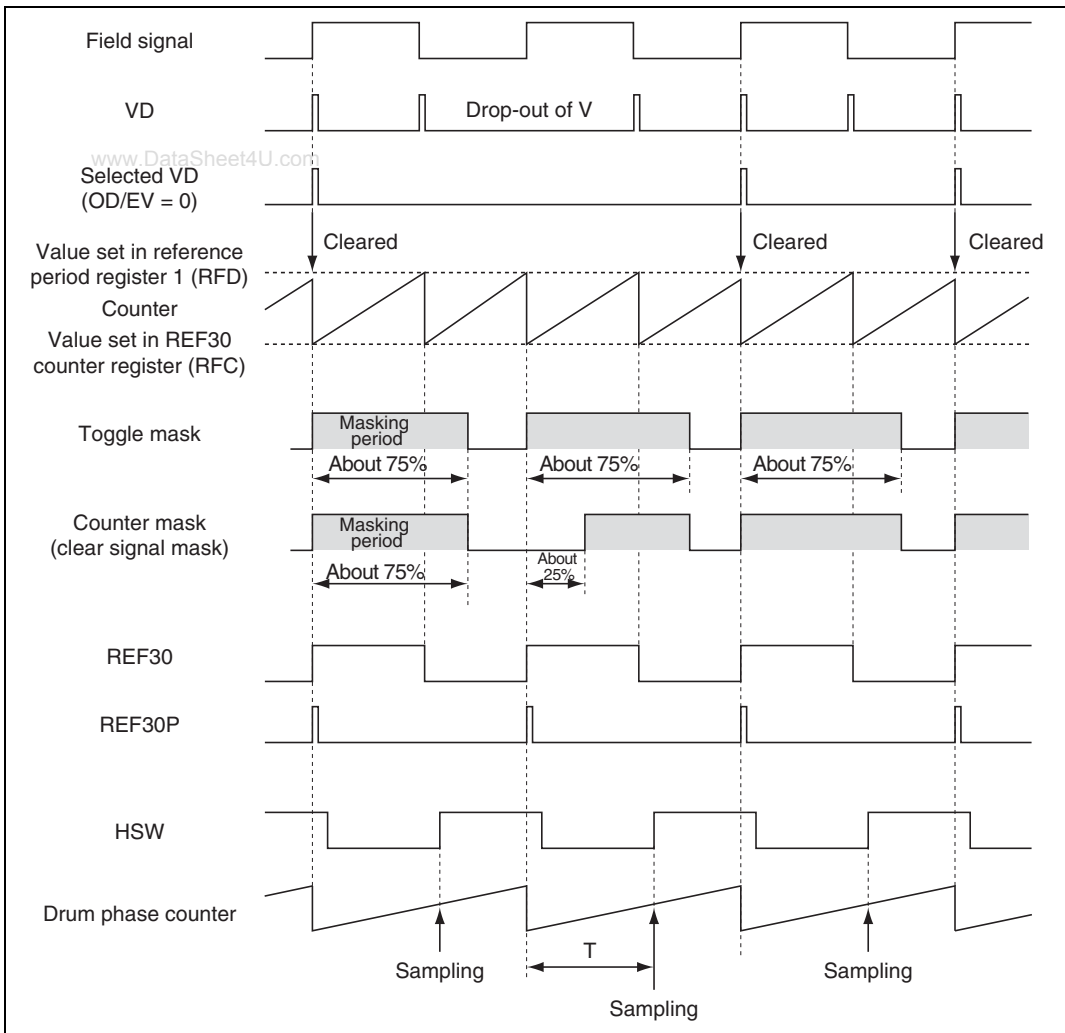 Field signal
VD
Drop-out of V
www.DataSheet4U.com
Selected VD
(OD/EV = 0)
Cleared
Cleared
Cleared
Value set in reference
period register 1 (RFD)
Counter
Value set in REF30
counter register (RFC)
Toggle mask
Masking
period
About 75%
About 75%
About 75%
Counter mask
(clear signal mask)
Masking
period
About 75%
About
25%
REF30
REF30P
HSW
Drum phase counter
Sampling
T
Sampling
Sampling